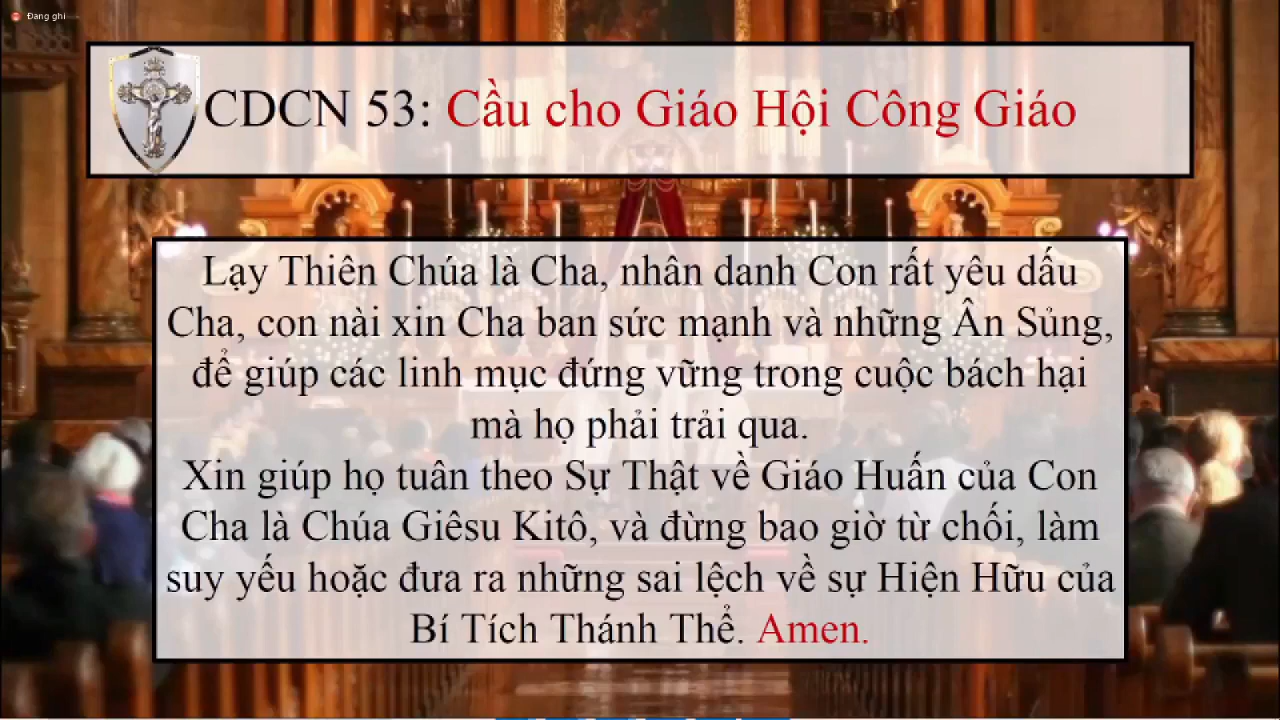 Đang ghi
CDCN 53: Cầu cho Giáo Hội Công Giáo
Lạy Thiên Chúa là Cha, nhân danh Con rất yêu dấu
Cha, con nài xin Cha ban sức mạnh và những Ân Sủng,
để giúp các linh mục đứng vững trong cuộc bách hại
mà họ phải trải qua.
Xin giúp họ tuân theo Sự Thật về Giáo Huấn của Con
Cha là Chúa Giêsu Kitô, và đừng bao giờ từ chối, làm
suy yếu hoặc đưa ra những sai lệch về sự Hiện Hữu của
Bí Tích Thánh Thể. Amen.